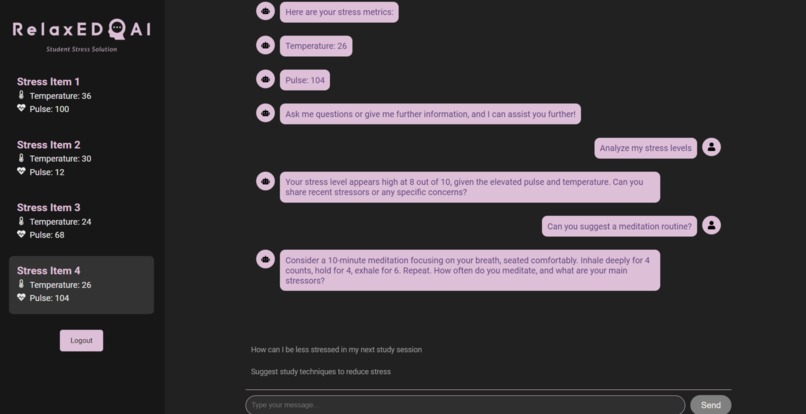 RelaxED AI
Student Stress Solution
Stress Item 1
Temperature: 36
Pulse: 100
Stress Item 2
Temperature: 30
Pulse: 12
Stress Item 3
Temperature: 24
Pulse: 68
Stress Item 4
Temperature: 26
Pulse: 104
Logout
Here are your stress metrics:
Temperature: 26
Pulse: 104
Ask me questions or give me further information, and I can assist you further!
Analyze my stress levels
Your stress level appears high at 8 out of 10, given the elevated pulse and temperature. Can you
share recent stressors or any specific concerns?
Can you suggest a meditation routine?
Consider a 10-minute meditation focusing on your breath, seated comfortably. Inhale deeply for 4
counts, hold for 4, exhale for 6. Repeat. How often do you meditate, and what are your main
stressors?
How can I be less stressed in my next study session
Suggest study techniques to reduce stress
Type your message...
Send